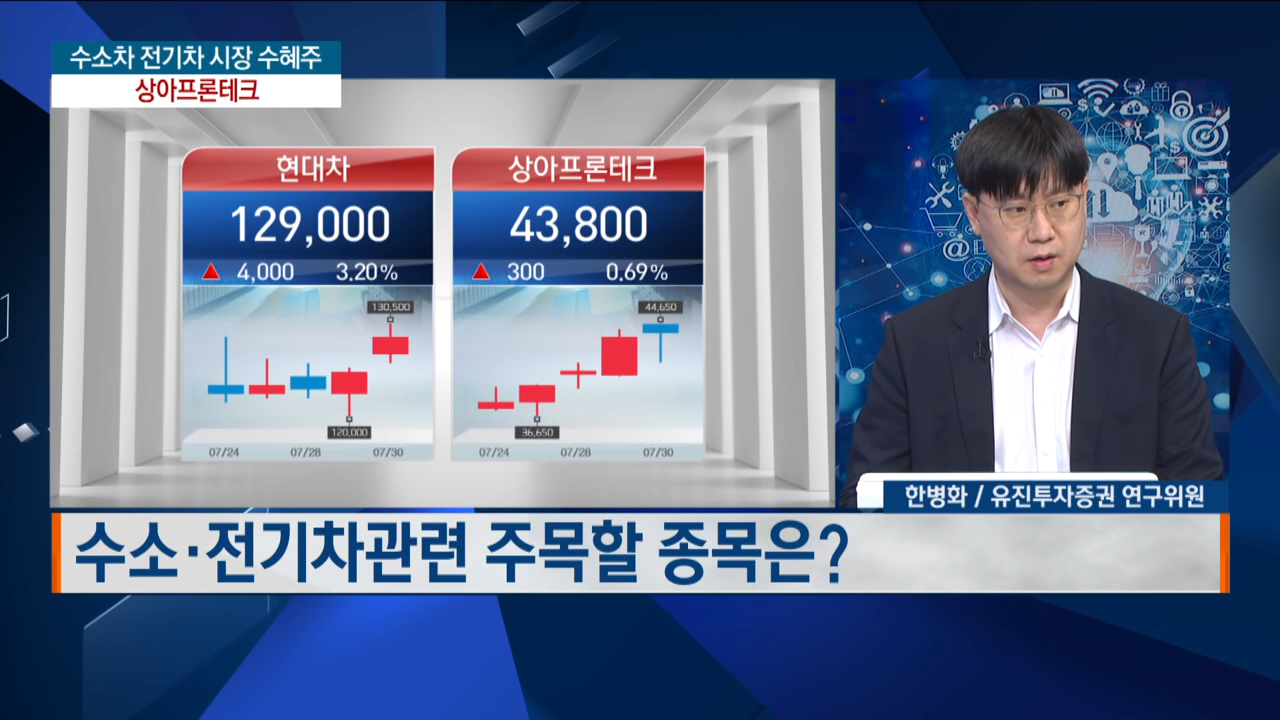 수소차 전기차 시장 수혜주
상아프론테크
현대차
129,000
▲ 4,000 3.20%
130,500
120,000
07/24 07/28 07/30
상아프론테크
43,800
▲ 300 0.69%
44,650
36,650
07/24 07/28 07/30
@
$
$
한병화 / 유진투자증권 연구위원
수소·전기차관련 주목할 종목은?